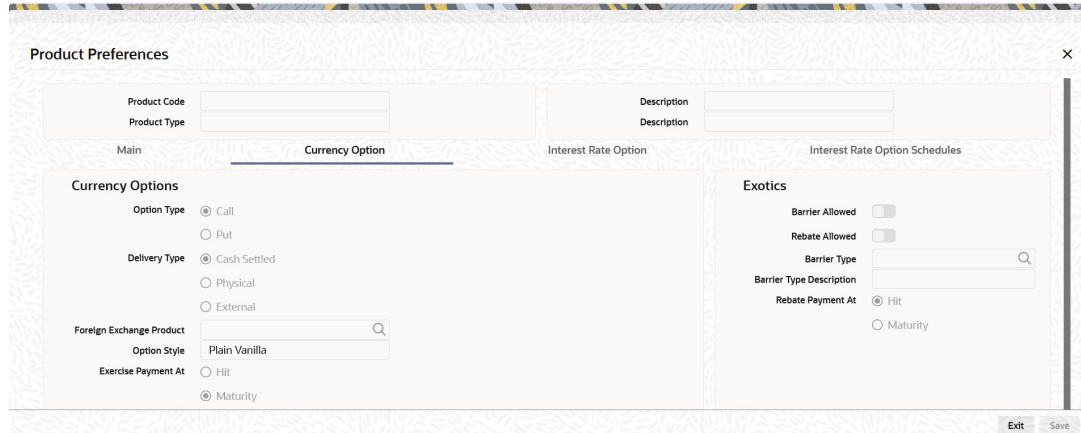 Product Preferences
Product Code
Description
Product Type
Description
Main
Currency Option
Interest Rate Option
Interest Rate Option Schedules
Currency Options
Option Type
Call
Put
Delivery Type
Cash Settled
Physical
External
Foreign Exchange Product
Option Style
Plain Vanilla
Exercise Payment At
Hit
Maturity
Exotics
Barrier Allowed
Rebate Allowed
Barrier Type
Barrier Type Description
Rebate Payment At
Hit
Maturity
Exit
Save